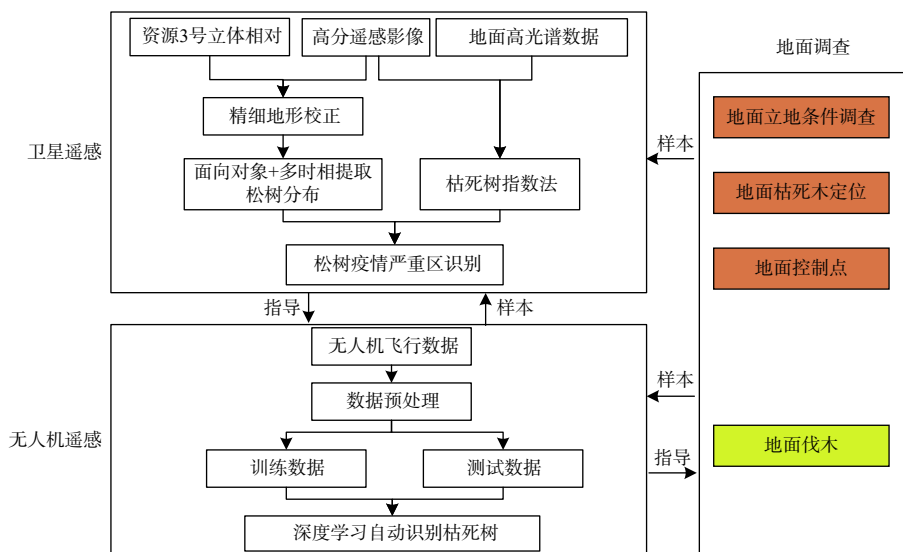 资源3号立体相对
高分遥感影像
地面高光谱数据
地面调查
精细地形校正
地面立地条件调查
样本
卫星遥感
面向对象+多时相提取
松树分布
枯死树指数法
地面枯死木定位
松树疫情严重区识别
地面控制点
指导
样本
无人机飞行数据
样本
数据预处理
无人机遥感
地面伐木
训练数据
测试数据
指导
深度学习自动识别枯死树